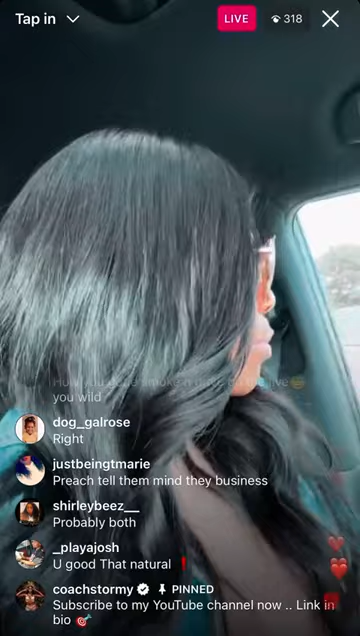 Tap in
LIVE
318
you wild
dog_galrose
Right
justbeingtmarie
Preach tell them mind they business
shirleybeez__
Probably both
_playajosh
U good That natural❗
coachstormy PINNED
Subscribe to my YouTube channel now .. Link in
bio 🎯